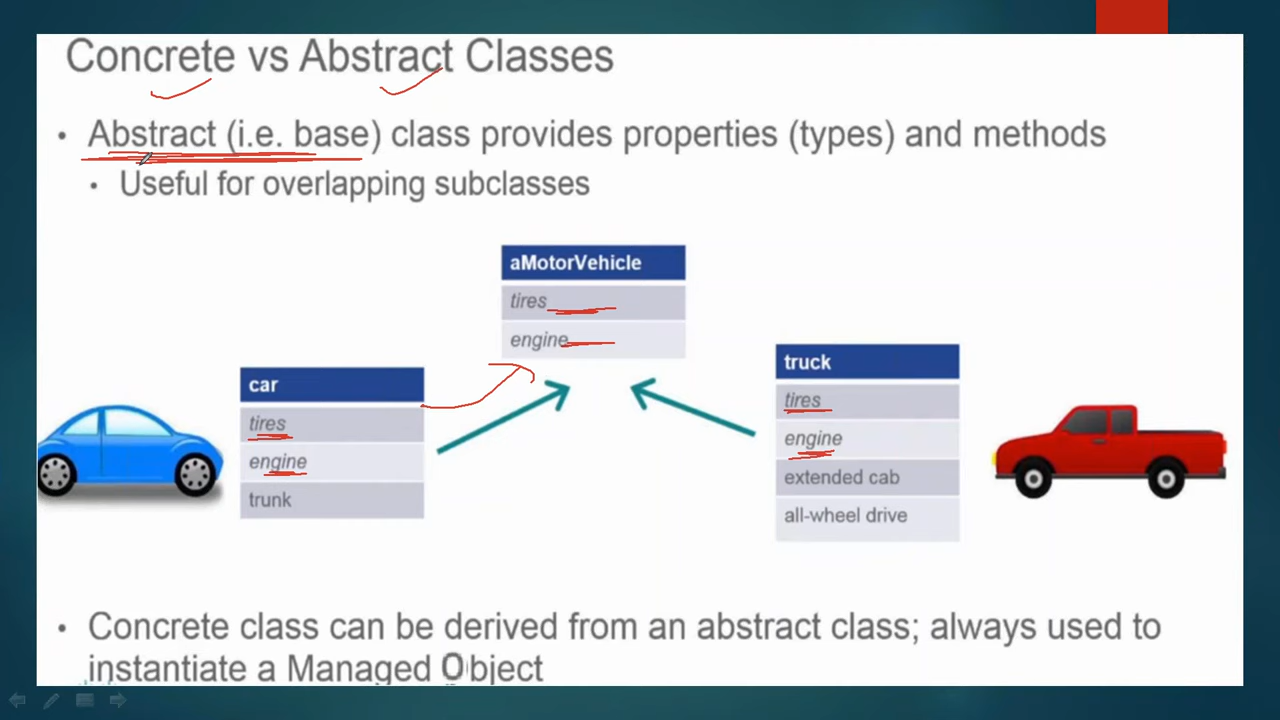 Concrete vs Abstract Classes
• Abstract (i.e. base) class provides properties (types) and methods
• Useful for overlapping subclasses
aMotorVehicle
tires
engine
car
tires
engine
trunk
truck
tires
engine
extended cab
all-wheel drive
• Concrete class can be derived from an abstract class; always used to
instantiate a Managed Object